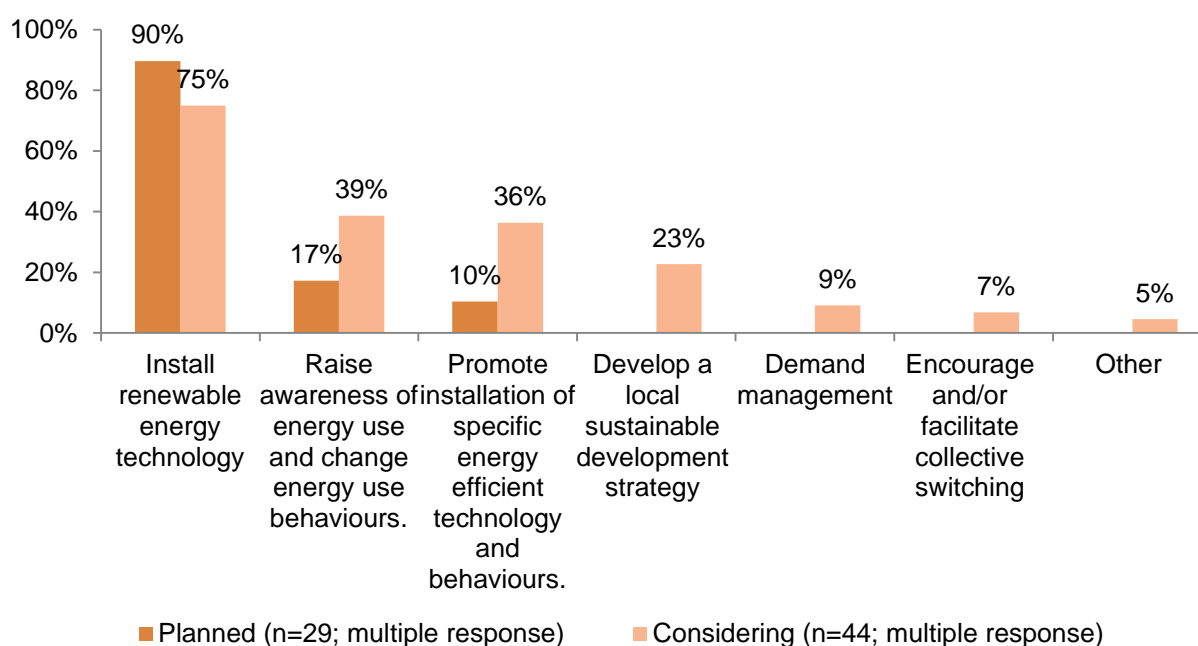 100%
80%
60%
40%
20%
0%
90%
75%
17%
39%
10%
36%
23%
9%
7%
5%
Install
renewable
energy
technology
Raise
awareness of
energy use
and change
energy use
behaviours.
Promote
installation of
specific
energy
efficient
technology
and
behaviours.
Develop a
local
sustainable
development
strategy
Demand
management
Encourage
and/or
facilitate
collective
switching
Other
Planned (n=29; multiple response)
Considering (n=44; multiple response)